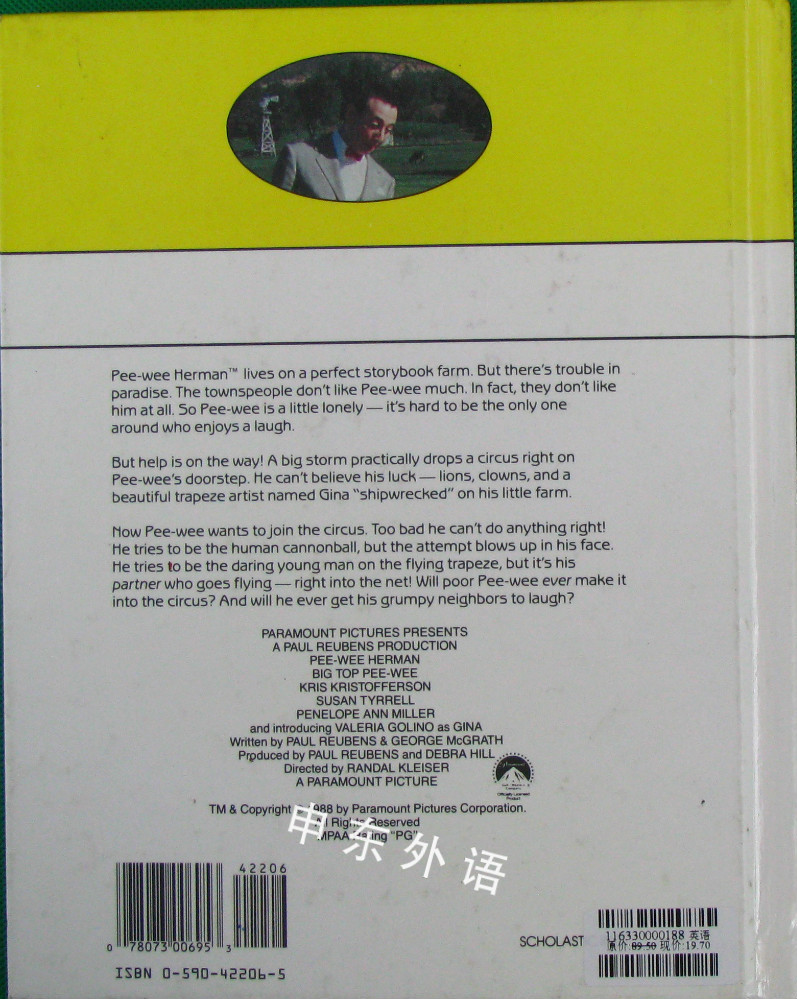 Pee-wee Herman™ lives on a perfect storybook farm. But there's trouble in
paradise. The townspeople don't like Pee-wee much. In fact, they don't like
him at all. So Pee-wee is a little lonely — it's hard to be the only one
around who enjoys a laugh.
But help is on the way! A big storm practically drops a circus right on
Pee-wee's doorstep. He can't believe his luck — lions, clowns, and a
beautiful trapeze artist named Gina "shipwrecked" on his little farm.
Now Pee-wee wants to join the circus. Too bad he can't do anything right!
He tries to be the human cannonball, but the attempt blows up in his face.
He tries to be the daring young man on the flying trapeze, but it's his
partner who goes flying — right into the net! Will poor Pee-wee ever make it
into the circus? And will he ever get his grumpy neighbors to laugh?
PARAMOUNT PICTURES PRESENTS
A PAUL REUBENS PRODUCTION
PEE-WEE HERMAN
BIG TOP PEE-WEE
KRIS KRISTOFFERSON
SUSAN TYRRELL
PENELOPE ANN MILLER
and introducing VALERIA GOLINO as GINA
Written by PAUL REUBENS & GEORGE McGRATH
Produced by PAUL REUBENS and DEBRA HILL
Directed by RANDAL KLEISER
A PARAMOUNT PICTURE
Paramount
Officially Licensed
Product
TM & Copyright © 1988 by Paramount Pictures Corporation.
All Rights Reserved
MPAA Rating "PG"
申东外语
42206
0 78073 00695 3
ISBN 0-590-42206-5
SCHOLAST
116330000188 英语
原价:89.50 现价:19.70